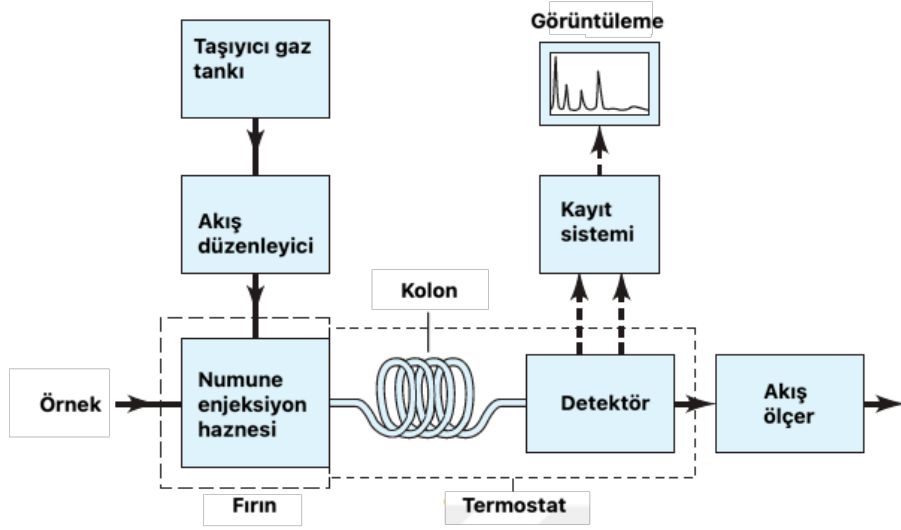 Görüntüleme
Taşıyıcı gaz
tankı
Akış
düzenleyici
Kayıt
sistemi
Kolon
Örnek
Numune
enjeksiyon
haznesi
Detektör
Akış
ölçer
Fırın
Termostat